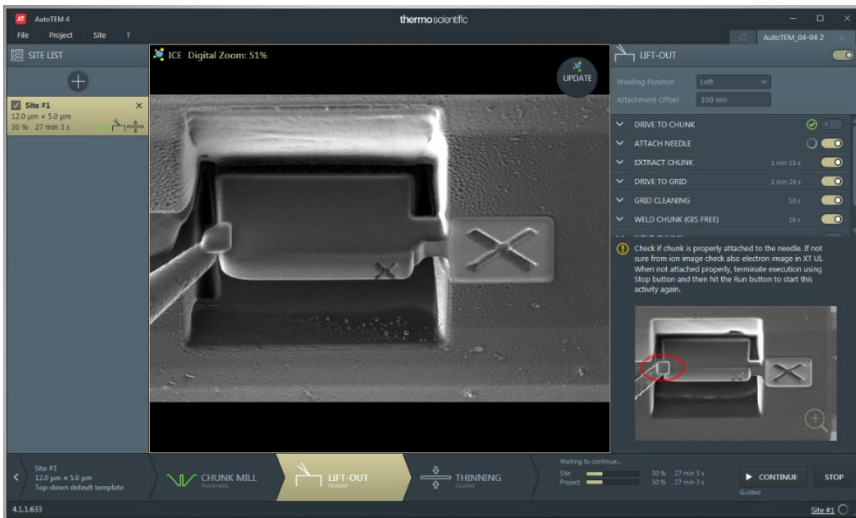 AT AutoTEM 4
thermo scientific
File Project Site ?
AutoTEM_04-04 2
SITE LIST
Site #1
12.0 µm × 5.0 µm
30 % 27 min 3 s
ICE Digital Zoom: 51%
UPDATE
LIFT-OUT
Welding Position Left
Attachment Offset 100 nm
DRIVE TO CHUNK
ATTACH NEEDLE
EXTRACT CHUNK 1 min 15 s
DRIVE TO GRID 1 min 24 s
GRID CLEANING 10 s
WELD CHUNK (GIS FREE) 16 s
Check if chunk is properly attached to the needle. If not
sure from ion image check also electron image in XT UI.
When not attached properly, terminate execution using
Stop button and then hit the Run button to start this
activity again.
Site #1
12.0 µm × 5.0 µm
Top-down default template
CHUNK MILL
Automatic
LIFT-OUT
Guided
THINNING
Guided
Waiting to continue...
Site 30 % 27 min 3 s
Project 30 % 27 min 3 s
CONTINUE
Guided
STOP
4.1.1.633
Site #1